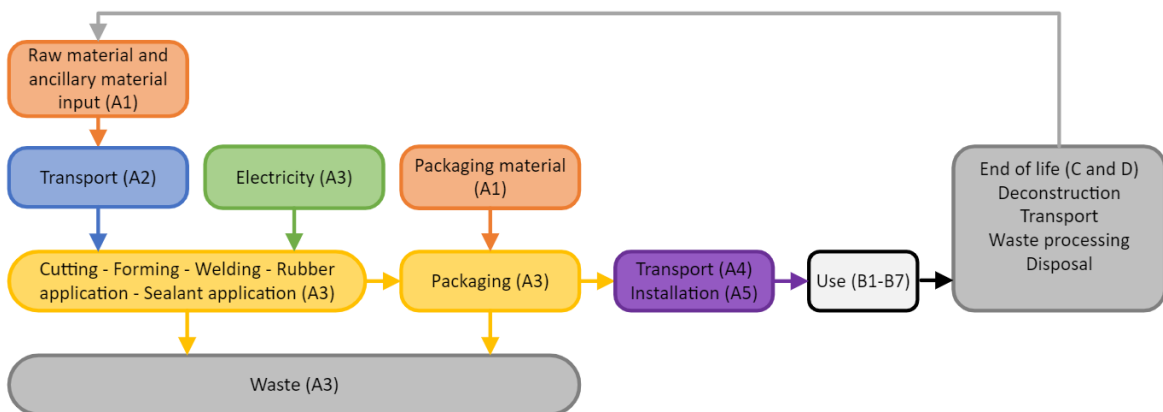 Raw material and
ancillary material
input (A1)
Transport (A2)
Electricity (A3)
Packaging material
(A1)
End of life (C and D)
Deconstruction
Transport
Waste processing
Disposal
Cutting - Forming - Welding - Rubber
application - Sealant application (A3)
Packaging (A3)
Transport (A4)
Installation (A5)
Use (B1-B7)
Waste (A3)